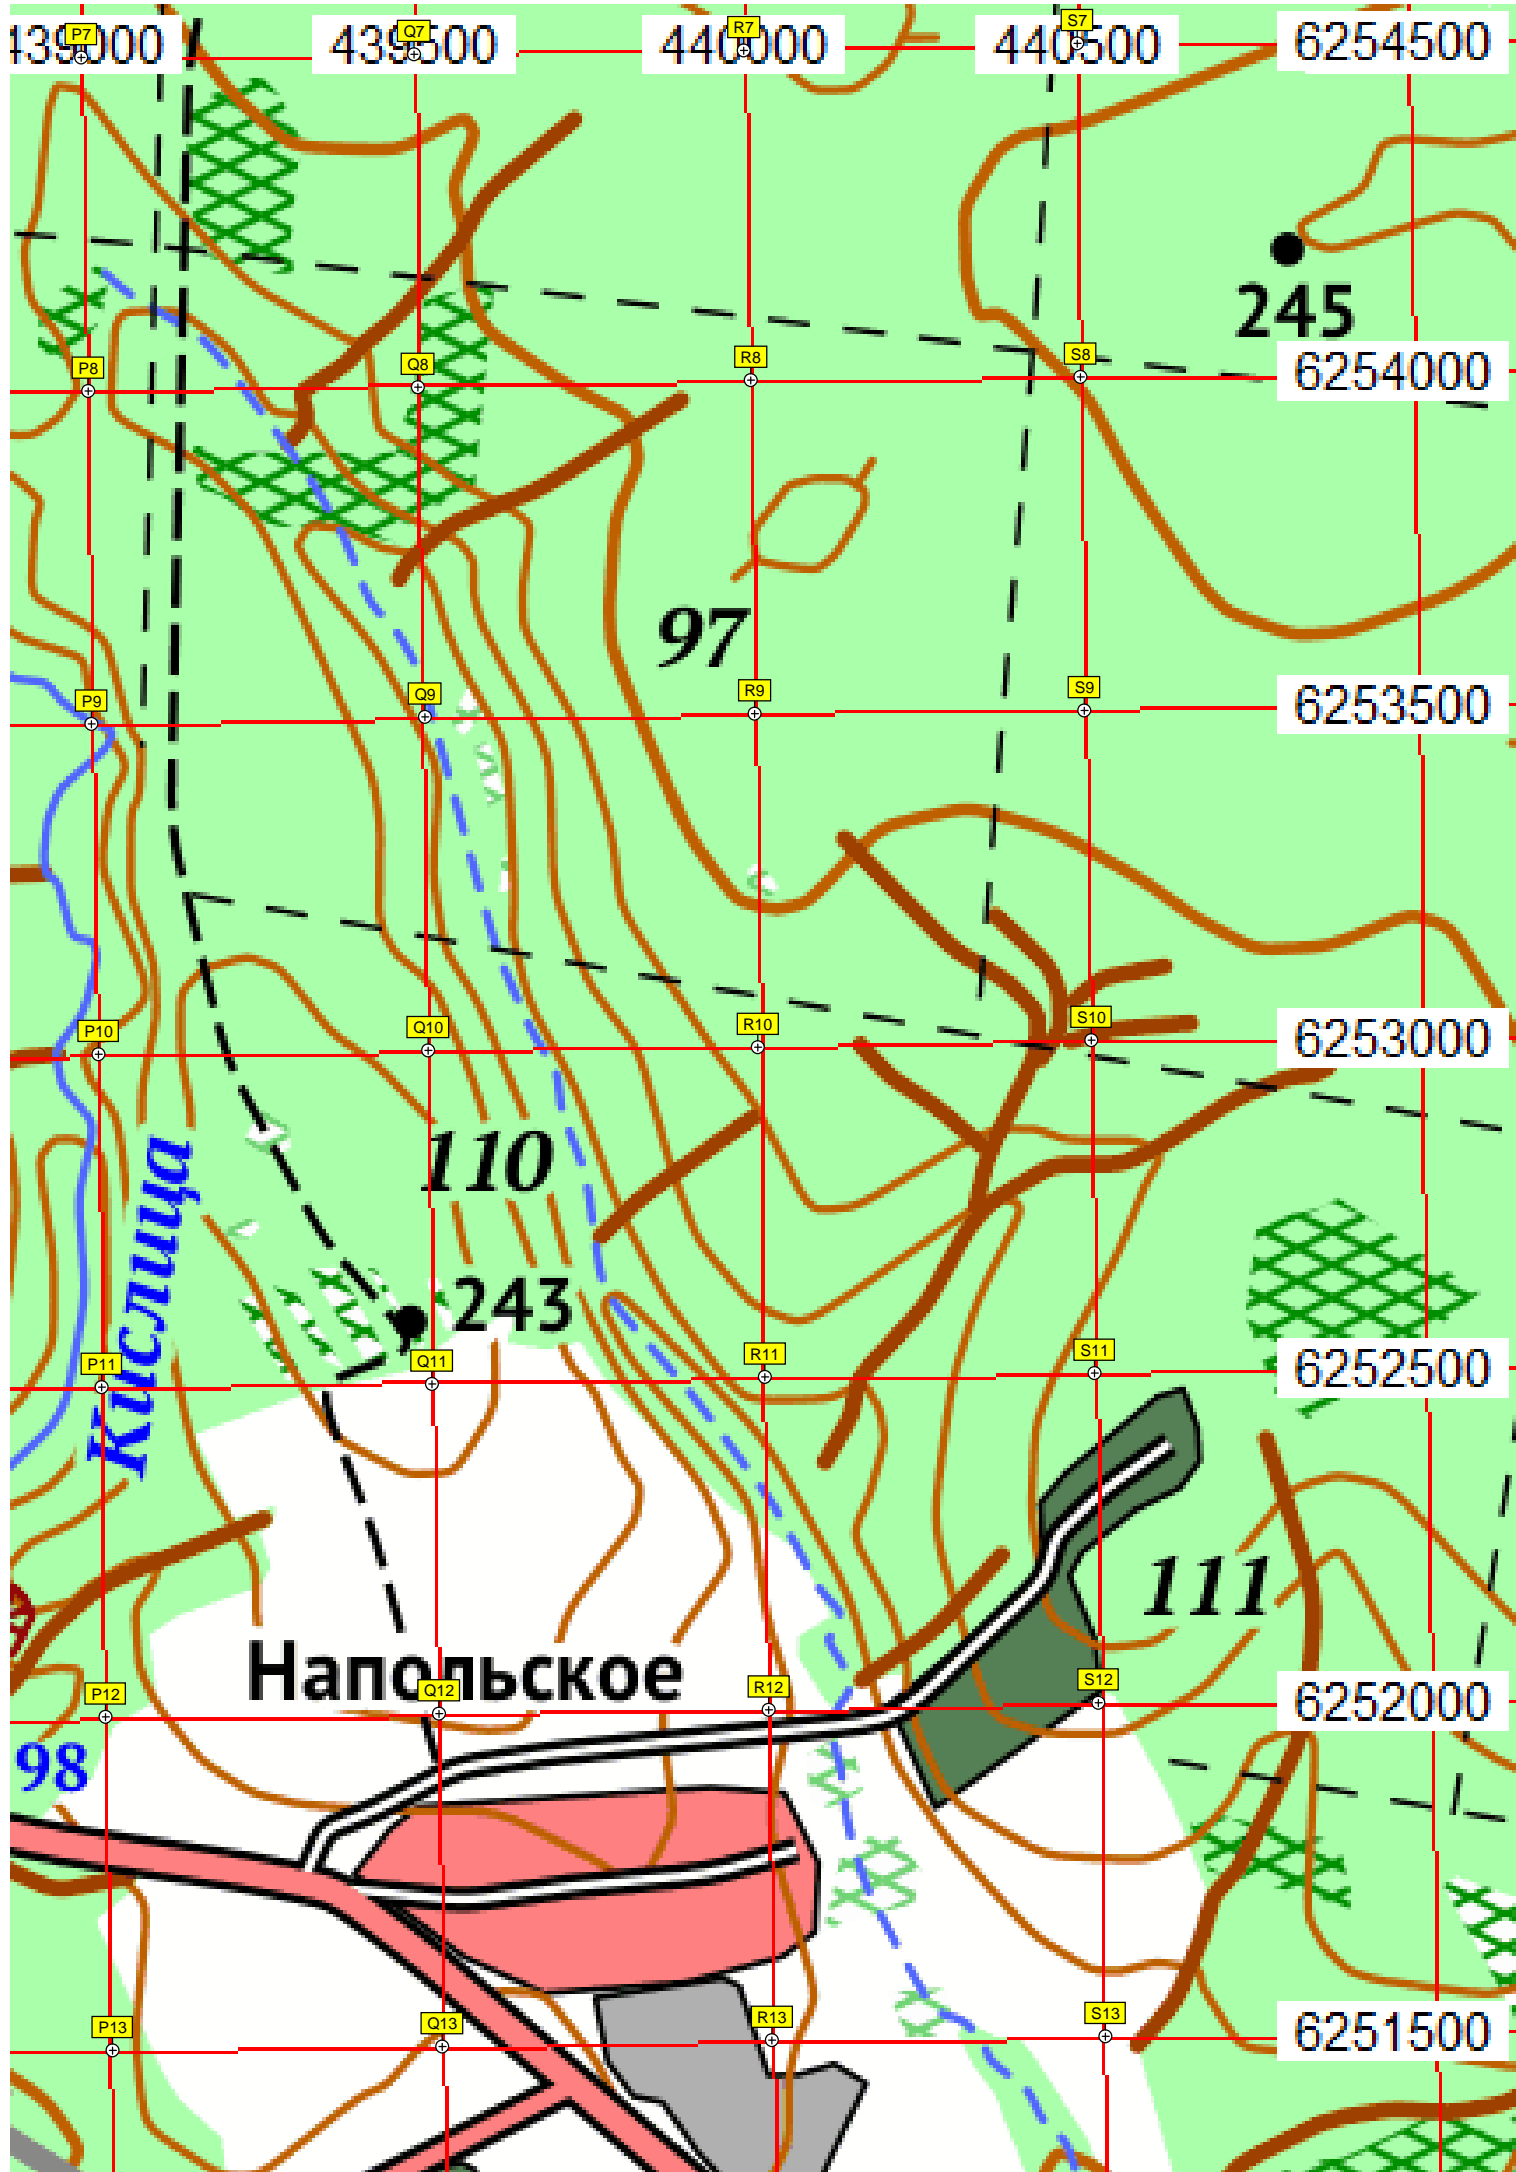 P7 Q7 R7 S7
439000 439500 440000 440500 6254500
245
P8 Q8 R8 S8 6254000
97
P9 Q9 R9 S9 6253500
P10 Q10 R10 S10 6253000
110
Кислица
243
P11 Q11 R11 S11 6252500
111
Напольское
P12 Q12 R12 S12 6252000
98
P13 Q13 R13 S13 6251500